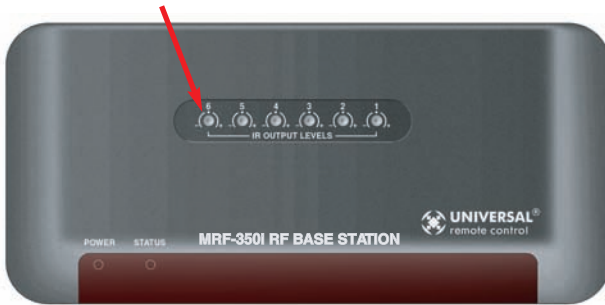 6 5 4 3 2 1
- + - + - + - + - + - +
IR OUTPUT LEVELS
UNIVERSAL®
remote control
MRF-350I RF BASE STATION
POWER STATUS